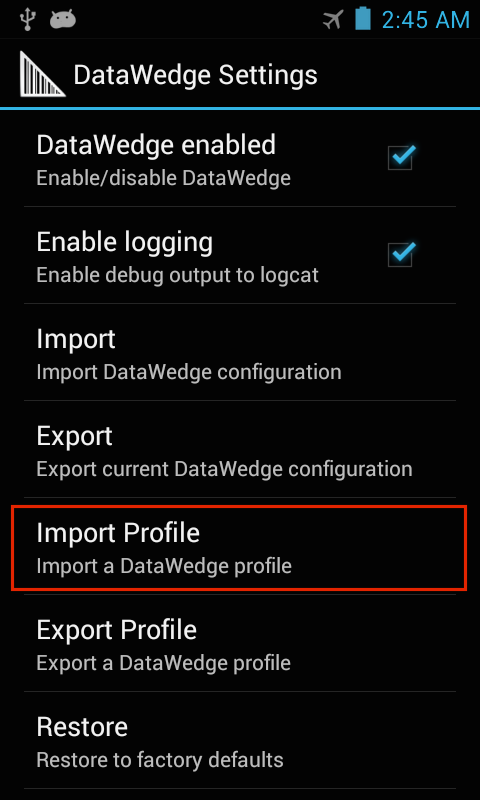 2:45 AM
DataWedge Settings
DataWedge enabled
Enable/disable DataWedge
Enable logging
Enable debug output to logcat
Import
Import DataWedge configuration
Export
Export current DataWedge configuration
Import Profile
Import a DataWedge profile
Export Profile
Export a DataWedge profile
Restore
Restore to factory defaults